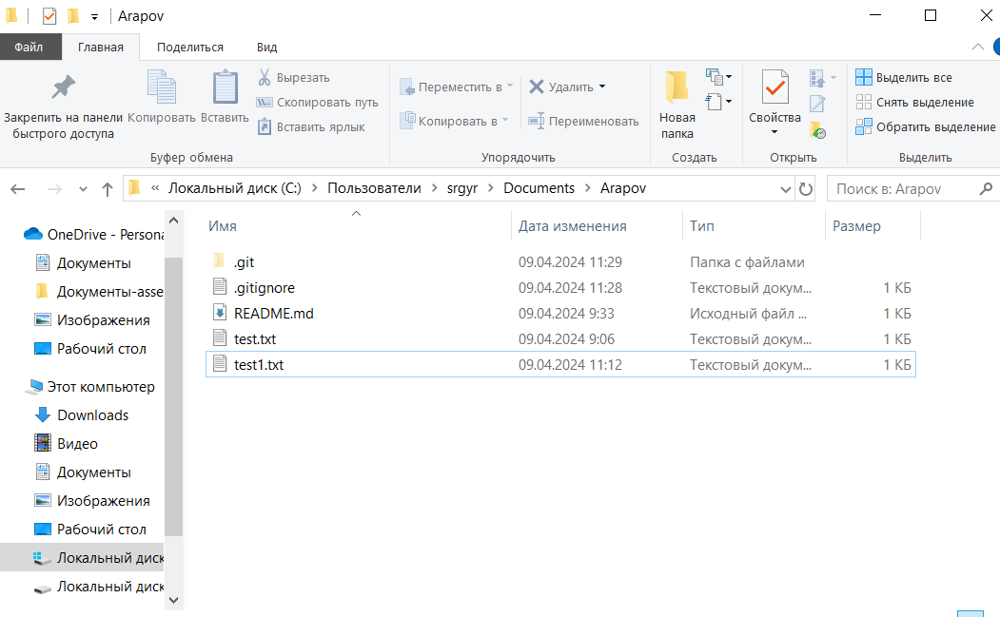 Arapov
Файл Главная Поделиться Вид
Закрепить на панели быстрого доступа
Копировать
Вставить
Вырезать
Скопировать путь
Вставить ярлык
Буфер обмена
Переместить в
Копировать в
Удалить
Переименовать
Упорядочить
Новая папка
Создать
Свойства
Открыть
Выделить все
Снять выделение
Обратить выделение
Выделить
« Локальный диск (C:) > Пользователи > srgyr > Documents > Arapov
Поиск в: Arapov
OneDrive - Persona
Документы
Документы-asse
Изображения
Рабочий стол
Этот компьютер
Downloads
Видео
Документы
Изображения
Рабочий стол
Локальный диск
Локальный диск
Имя Дата изменения Тип Размер
.git 09.04.2024 11:29 Папка с файлами
.gitignore 09.04.2024 11:28 Текстовый докум... 1 КБ
README.md 09.04.2024 9:33 Исходный файл ... 1 КБ
test.txt 09.04.2024 9:06 Текстовый докум... 1 КБ
test1.txt 09.04.2024 11:12 Текстовый докум... 1 КБ